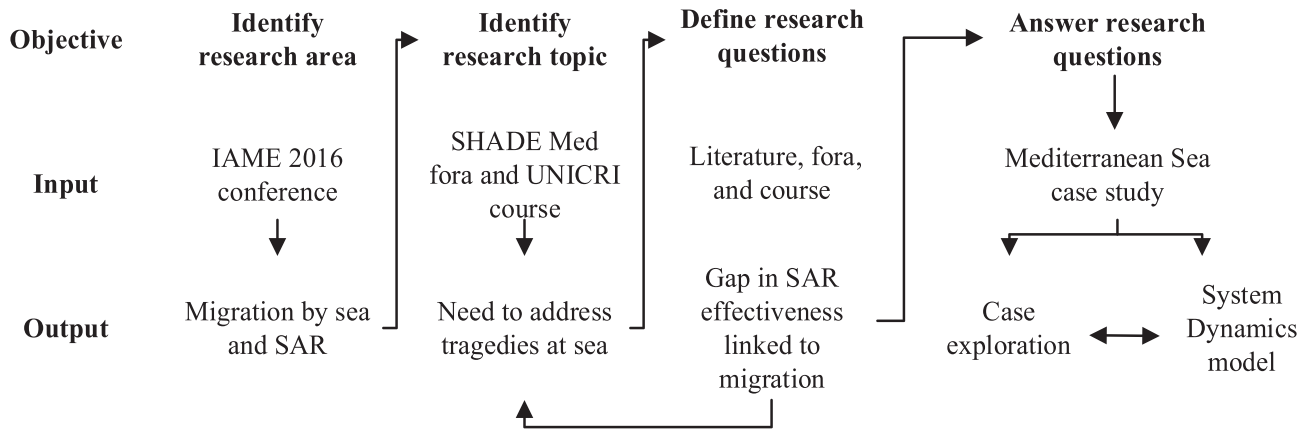 Objective
Identify
research area
Identify
research topic
Define research
questions
Answer research
questions
Input
IAME 2016
conference
SHADE Med
fora and UNICRI
course
Literature, fora,
and course
Mediterranean Sea
case study
Output
Migration by sea
and SAR
Need to address
tragedies at sea
Gap in SAR
effectiveness
linked to
migration
Case
exploration
System
Dynamics
model